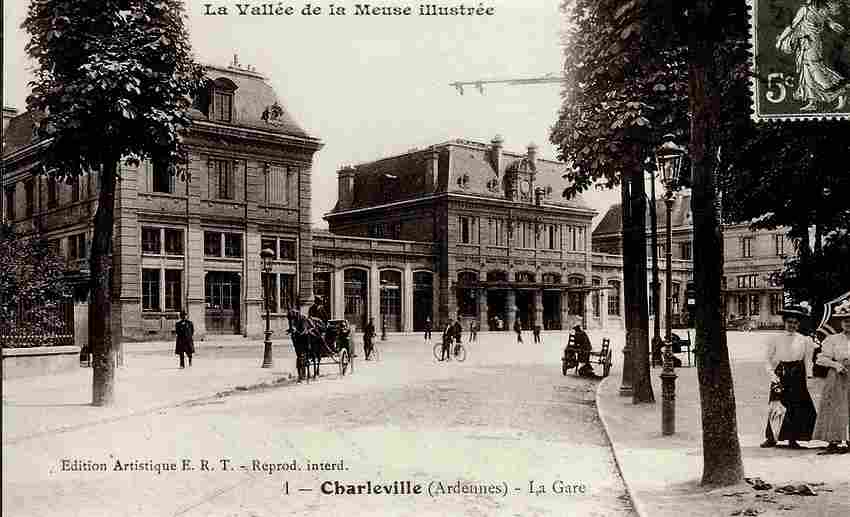 La Vallée de la Meuse illustrée
5c
Edition Artistique E. R. T. - Reprod. interd.
1 — Charleville (Ardennes) - La Gare